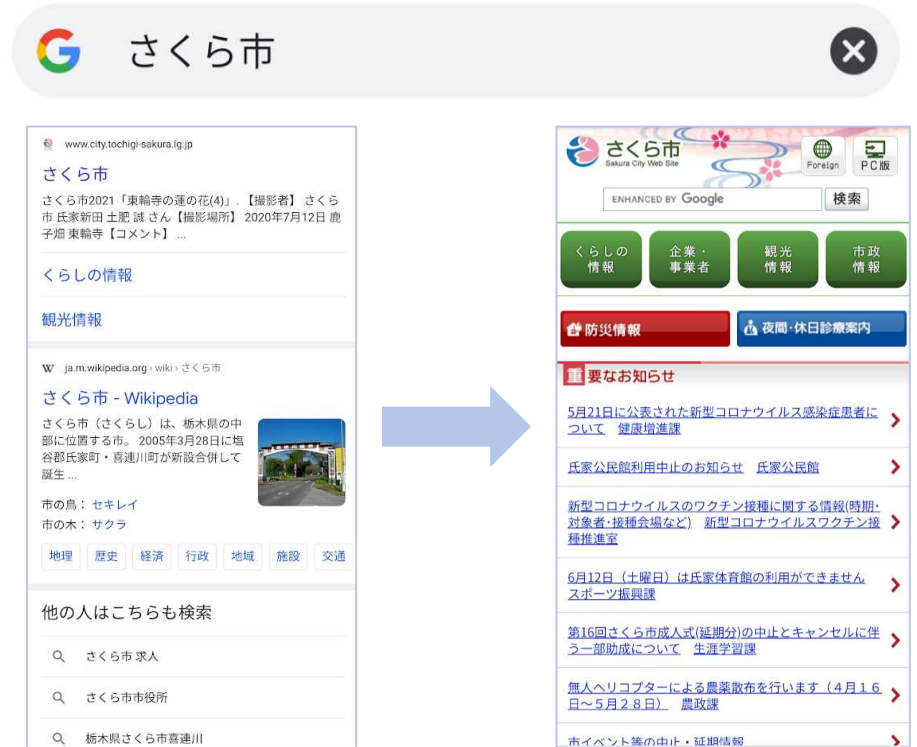 さくら市
www.city.tochigi-sakura.lg.jp
さくら市
さくら市2021「東輪寺の蓮の花(4)」. 【撮影者】 さくら
市 氏家新田 土肥 誠 さん【撮影場所】 2020年7月12日 鹿
子畑 東輪寺【コメント】 ...
くらしの情報
観光情報
W ja.m.wikipedia.org › wiki › さくら市
さくら市 - Wikipedia
さくら市（さくらし）は、栃木県の中
部に位置する市。 2005年3月28日に塩
谷郡氏家町・喜連川町が新設合併して
誕生 ...
市の鳥： セキレイ
市の木： サクラ
地理 歴史 経済 行政 地域 施設 交通
他の人はこちらも検索
さくら市 求人
さくら市市役所
栃木県さくら市喜連川
さくら市
Sakura City Web Site
Foreign
PC版
ENHANCED BY Google
検索
くらしの
情報
企業・
事業者
観光
情報
市政
情報
防災情報
夜間・休日診療案内
重要なお知らせ
5月21日に公表された新型コロナウイルス感染症患者に
ついて 健康増進課
氏家公民館利用中止のお知らせ 氏家公民館
新型コロナウイルスのワクチン接種に関する情報(時期・
対象者・接種会場など) 新型コロナウイルスワクチン接
種推進室
6月12日（土曜日）は氏家体育館の利用ができません
スポーツ振興課
第16回さくら市成人式(延期分)の中止とキャンセルに伴
う一部助成について 生涯学習課
無人ヘリコプターによる農薬散布を行います（４月１６
日～５月２８日） 農政課
市イベント等の中止・延期情報